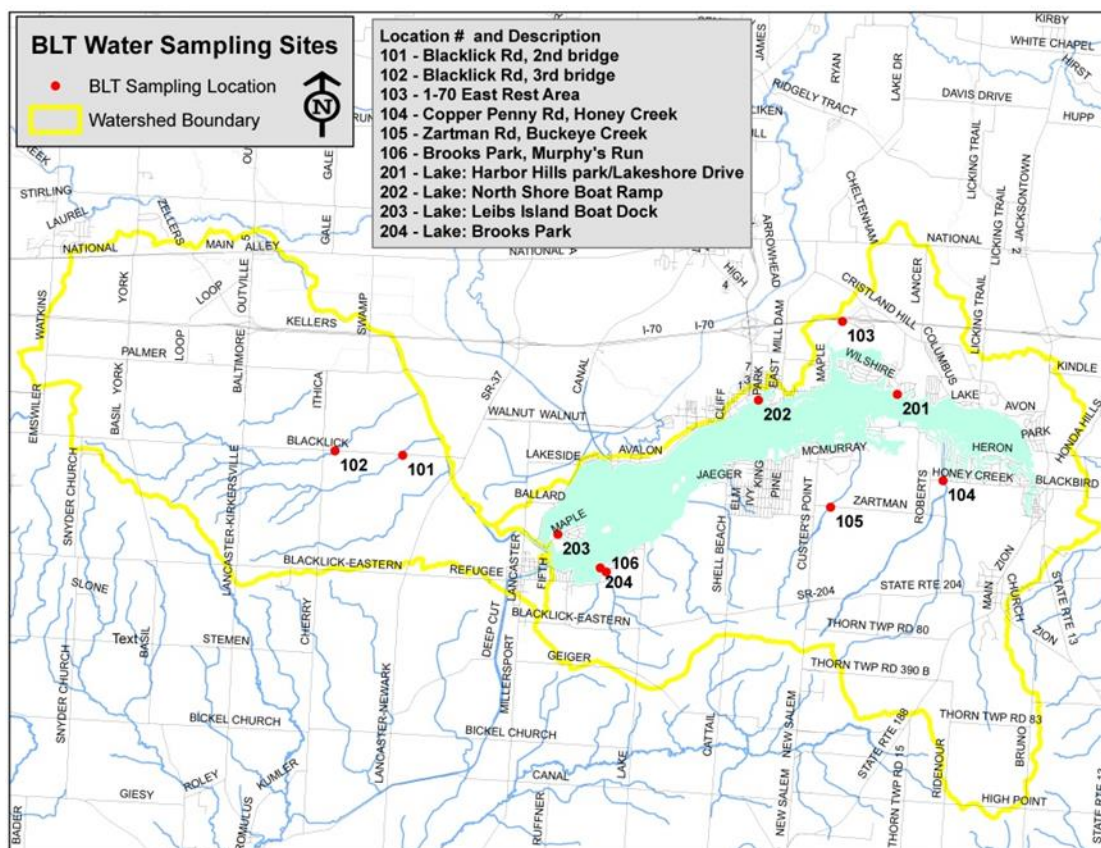 BLT Water Sampling Sites
BLT Sampling Location
Watershed Boundary
N
Location # and Description
101 - Blacklick Rd, 2nd bridge
102 - Blacklick Rd, 3rd bridge
103 - 1-70 East Rest Area
104 - Copper Penny Rd, Honey Creek
105 - Zartman Rd, Buckeye Creek
106 - Brooks Park, Murphy's Run
201 - Lake: Harbor Hills park/Lakeshore Drive
202 - Lake: North Shore Boat Ramp
203 - Lake: Leibs Island Boat Dock
204 - Lake: Brooks Park
JAMES
KIRBY
WHITE CHAPEL
HIRST
RYAN
LAKE DR
RIDGELY TRACT
DAVIS DRIVE
HUPP
LICKING TRAIL
JACKSONTOWN
GALE
STIRLING
LAUREL
ZELLERS
GALE
CHELTENHAM
ARROWHEAD
LICKING TRAIL
NATIONAL
MAIN
ALLEY
5
NATIONAL
2
HIGH
4
LANCER
WATKINS
YORK
LOOP
OUTVILLE
SWAMP
KELLERS
I-70
I-70
MILL DAM
CRISTLAND HILL
LICKING TRAIL
103
PALMER
LOOP
BALTIMORE
SR-37
CANAL
7
13
PARK
EAST
MAPLE
WILSHIRE
COLUMBUS
KINDLE
EMSWILER
BASIL
YORK
ITHICA
WALNUT
WALNUT
CLIFF
202
201
LAKE
AVON
PARK
HONDA HILLS
BLACKLICK
102
101
LAKESIDE
AVALON
MCMURRAY
HERON
SNYDER CHURCH
LANCASTER-KIRKERSVILLE
BALLARD
JAEGER
ELM
IVY
KING
PINE
CUSTER'S POINT
ZARTMAN
105
ROBERTS
HONEY CREEK
104
BLACKBIRD
MAPLE
203
BLACKLICK-EASTERN
REFUGEE
LANCASTER
FIFTH
106
204
SHELL BEACH
SR-204
STATE RTE 204
MAIN
ZION
CHURCH
STATE RTE 13
SLONE
CHERRY
BLACKLICK-EASTERN
THORN TWP RD 80
ZION
Text
BASIL
STEMEN
DEEP CUT
GEIGER
THORN TWP RD 390 B
SNYDER CHURCH
BICKEL CHURCH
LANCASTER-NEWARK
MILLERSPORT
BICKEL CHURCH
CATTAIL
NEW SALEM
NEW SALEM
STATE RTE 188
THORN TWP RD 15
RIDENOUR
THORN TWP RD 83
BRUNO
GIESY
ROLEY
KUMLER
ROMULUS
CANAL
LAKE
RUFFNER
HIGH POINT
BADER